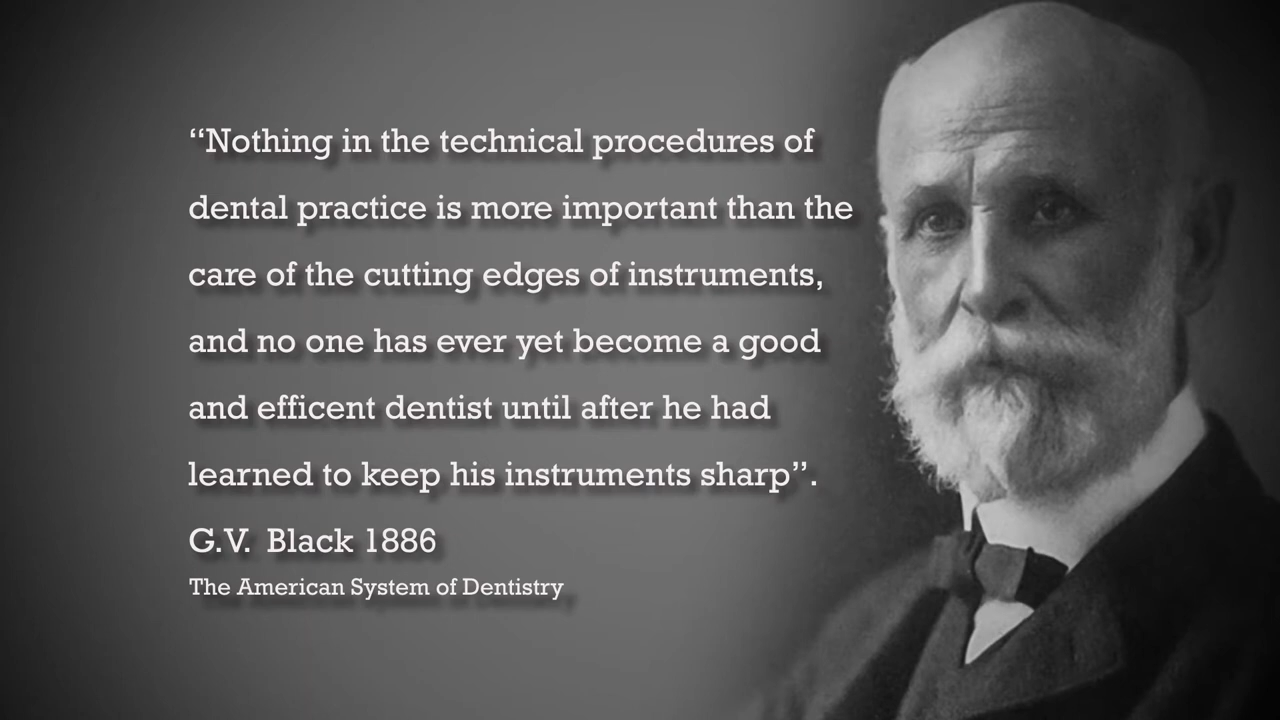 “Nothing in the technical procedures of
dental practice is more important than the
care of the cutting edges of instruments,
and no one has ever yet become a good
and efficent dentist until after he had
learned to keep his instruments sharp”.
G.V. Black 1886
The American System of Dentistry